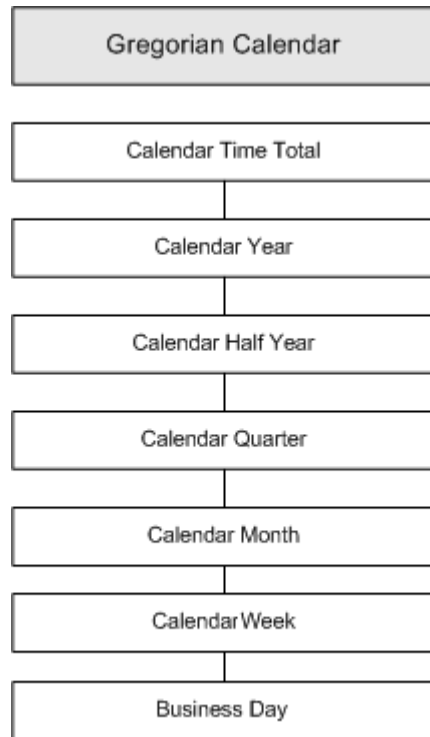 Gregorian Calendar
Calendar Time Total
Calendar Year
Calendar Half Year
Calendar Quarter
Calendar Month
Calendar Week
Business Day